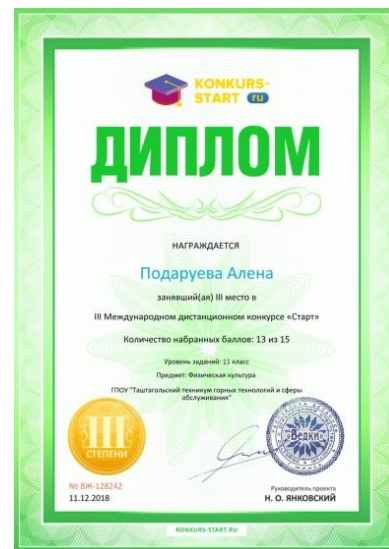 KONKURS-
START ru
ДИПЛОМ
НАГРАЖДАЕТСЯ
Подаруева Алена
занявший(ая) III место в
III Международном дистанционном конкурсе «Старт»
Количество набранных баллов: 13 из 15
Уровень заданий: 11 класс
Предмет: Физическая культура
ГПОУ "Таштагольский техникум горных технологий и сферы
обслуживания"
III
СТЕПЕНИ
Ведки
№ ВЖ-128242
11.12.2018
Руководитель проекта
Н. О. ЯНКОВСКИЙ
KONKURS-START.RU